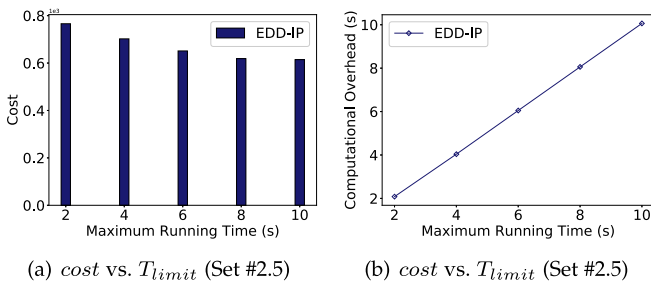 1e3
0.8
0.6
0.4
0.2
0.0
Cost
EDD-IP
2 4 6 8 10
Maximum Running Time (s)
(a) cost vs. T_limit (Set #2.5)
10
8
6
4
2
Computational Overhead (s)
EDD-IP
2 4 6 8 10
Maximum Running Time (s)
(b) cost vs. T_limit (Set #2.5)